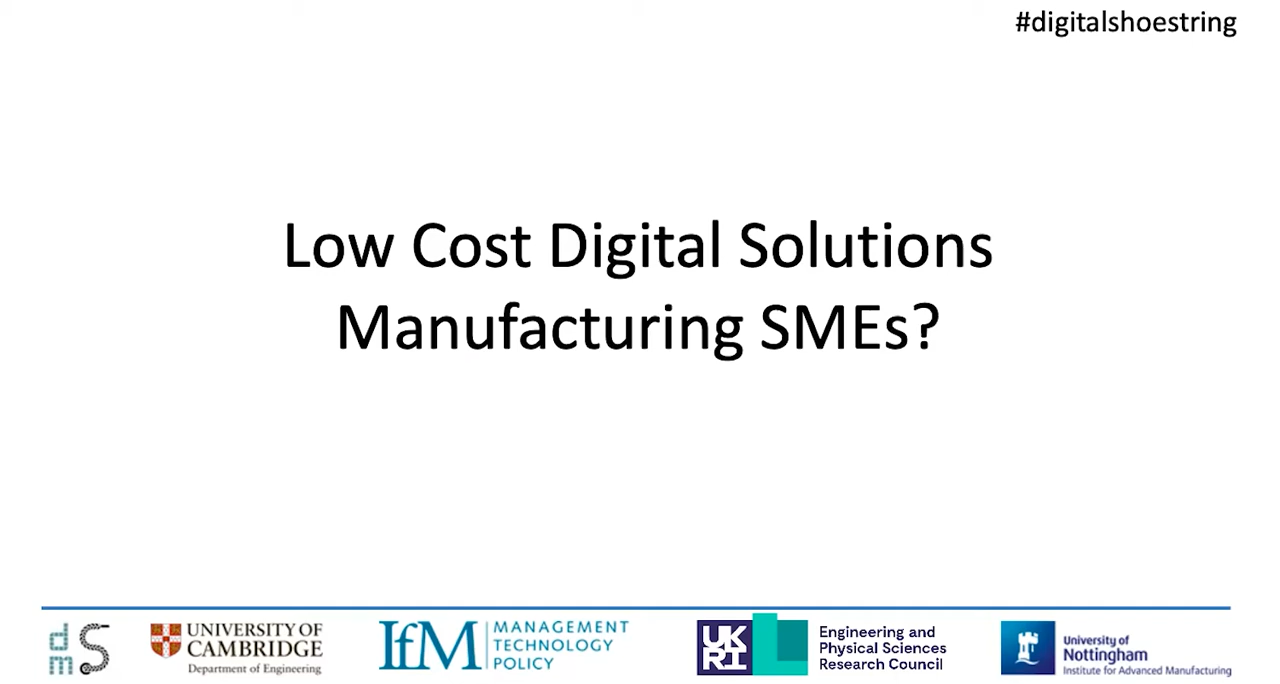 #digitalshoestring
Low Cost Digital Solutions
Manufacturing SMEs?
d
m S
UNIVERSITY OF
CAMBRIDGE
Department of Engineering
IfM
MANAGEMENT
TECHNOLOGY
POLICY
UK
RI
Engineering and
Physical Sciences
Research Council
University of
Nottingham
Institute for Advanced Manufacturing